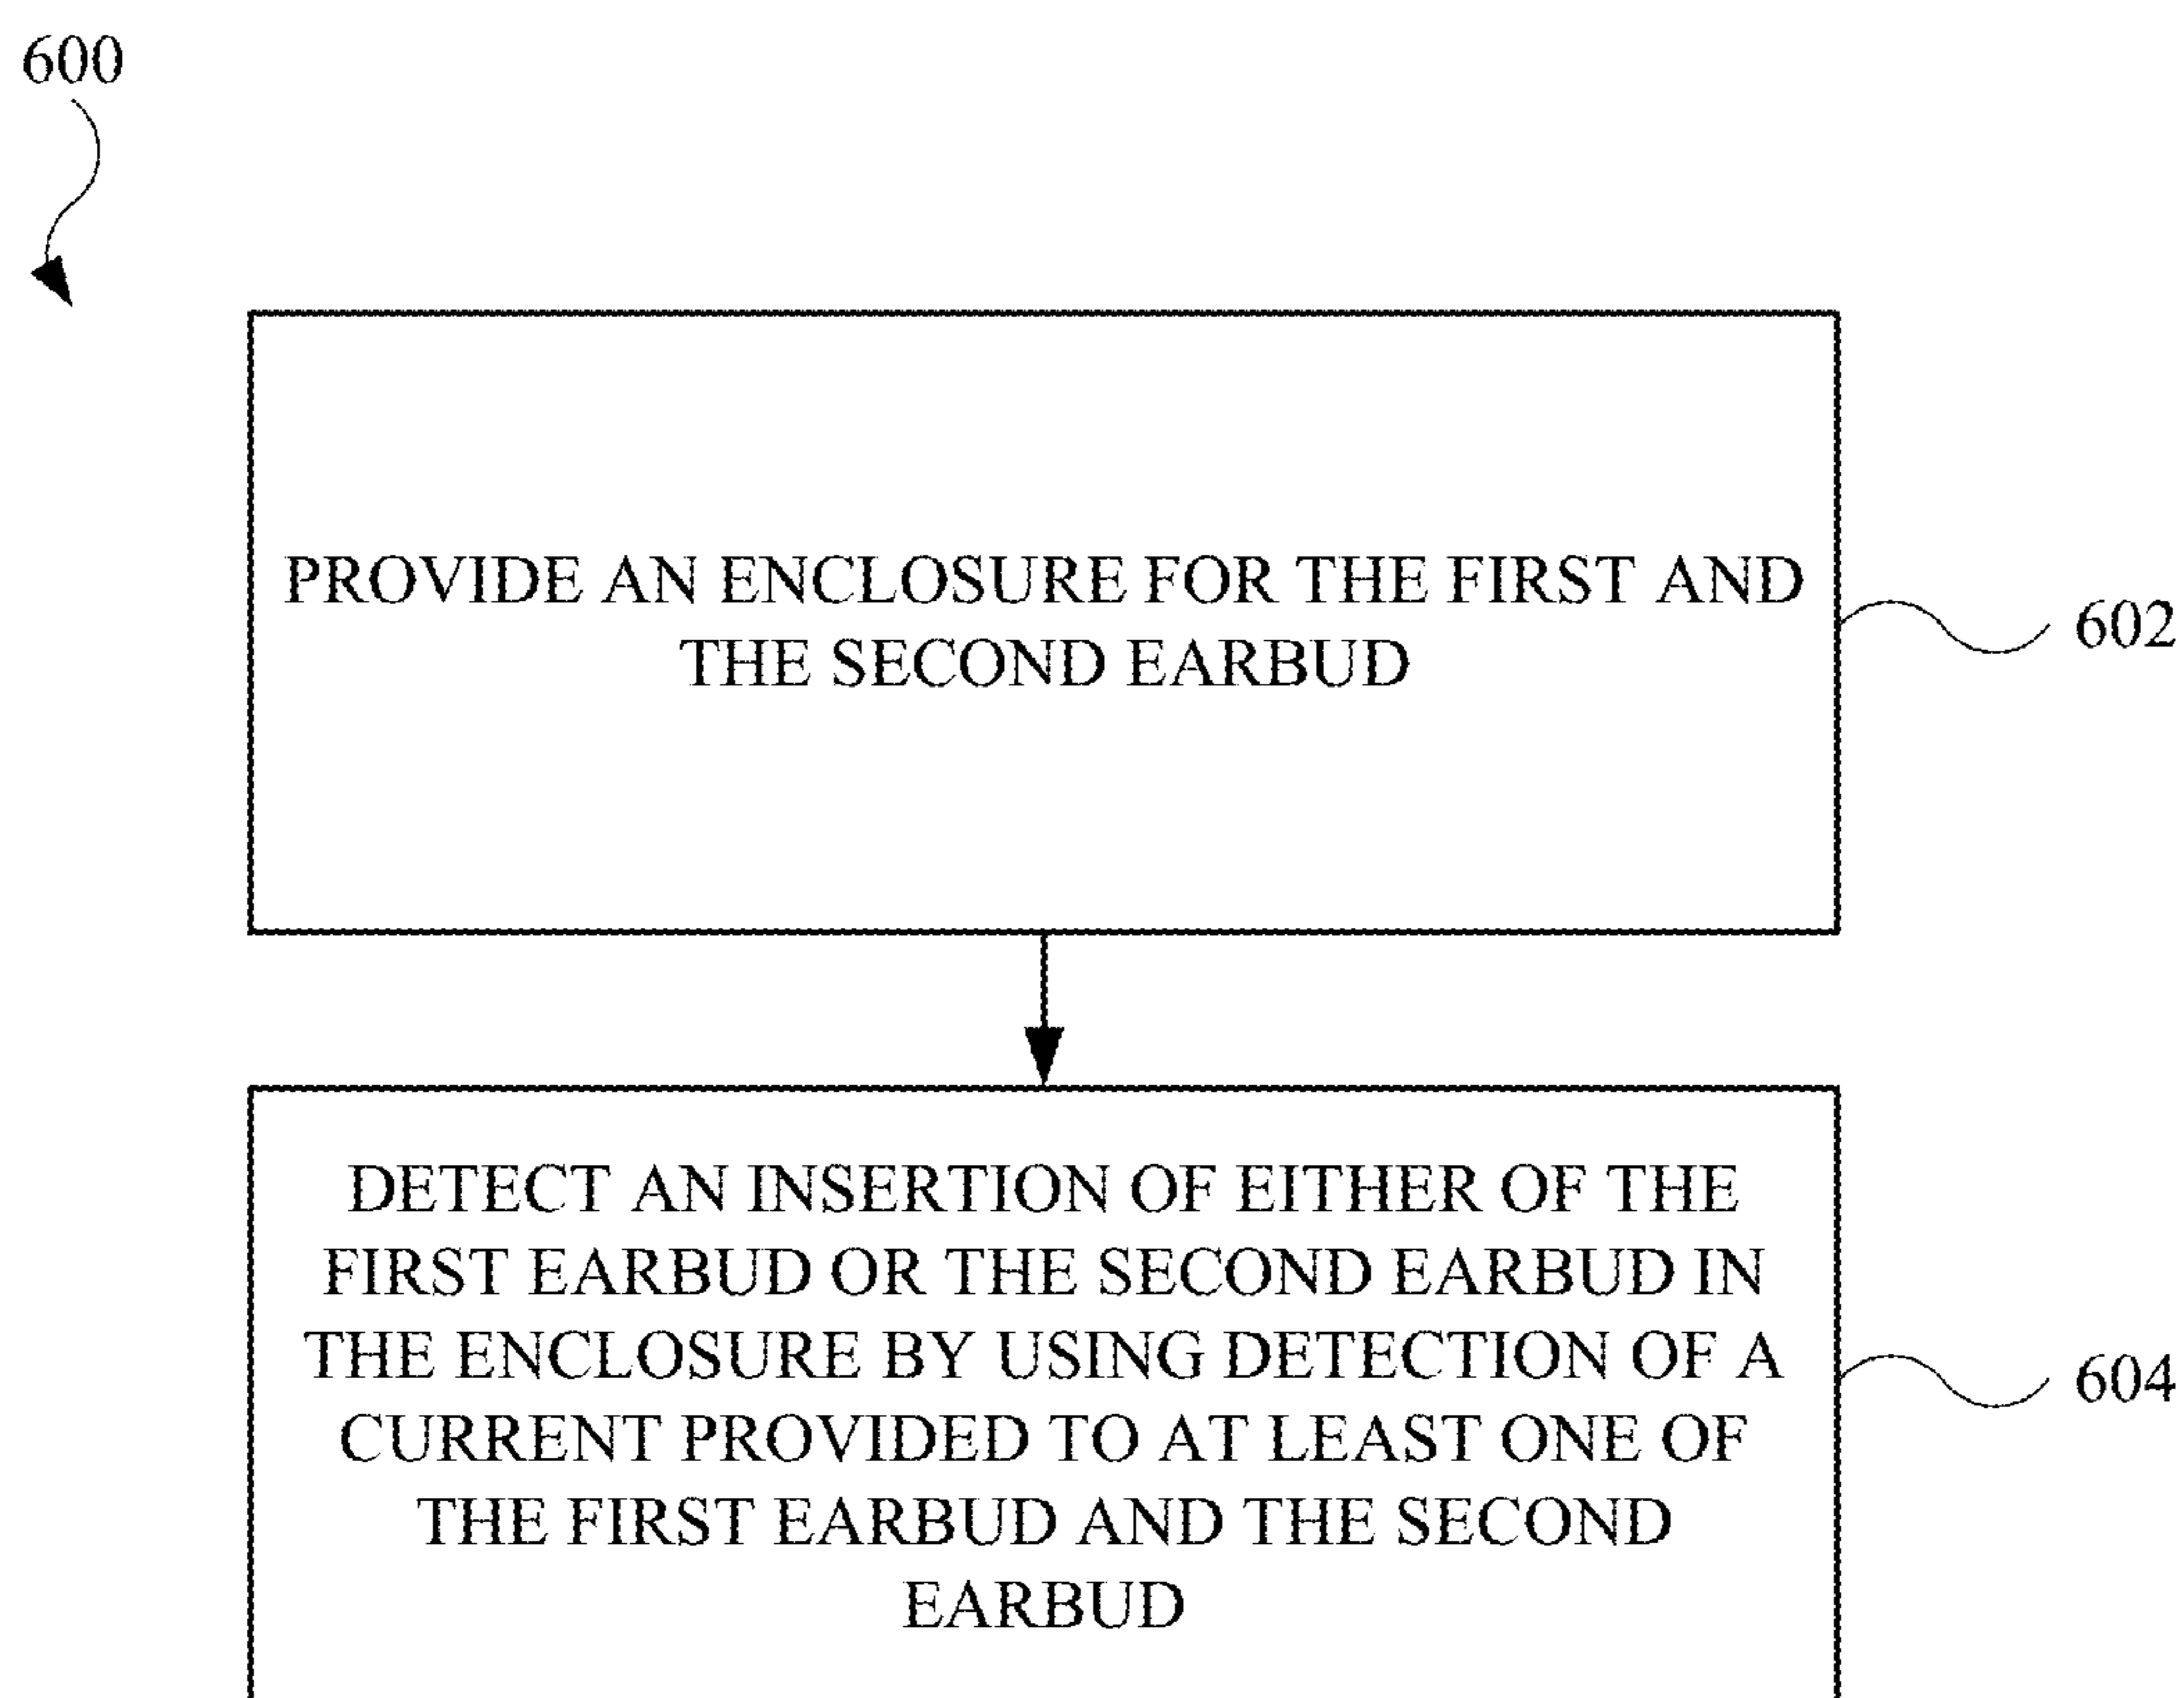 600
PROVIDE AN ENCLOSURE FOR THE FIRST AND
THE SECOND EARBUD
602
DETECT AN INSERTION OF EITHER OF THE
FIRST EARBUD OR THE SECOND EARBUD IN
THE ENCLOSURE BY USING DETECTION OF A
CURRENT PROVIDED TO AT LEAST ONE OF
THE FIRST EARBUD AND THE SECOND
EARBUD
604